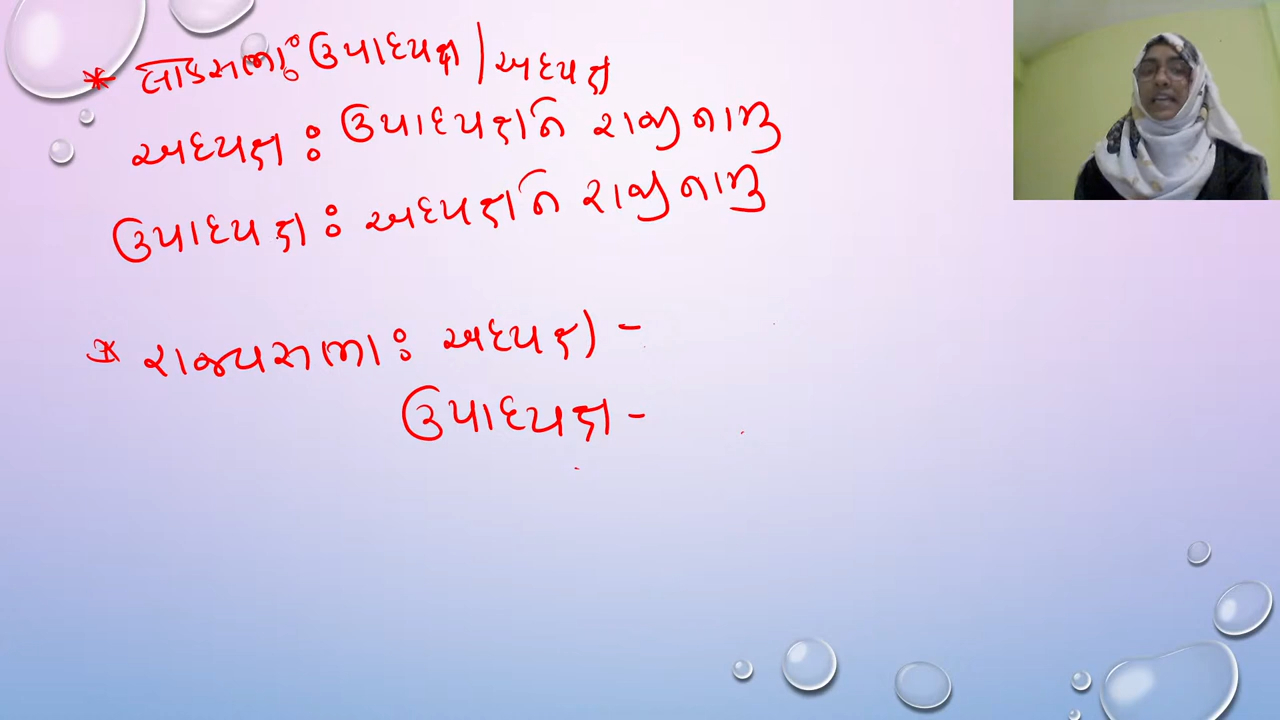 * લોકસભા: ઉપાધ્યક્ષ / અધ્યક્ષ
અધ્યક્ષ : ઉપાધ્યક્ષને રાજીનામુ
ઉપાધ્યક્ષ : અધ્યક્ષને રાજીનામુ
* રાજ્યસભા : અધ્યક્ષ -
ઉપાધ્યક્ષ -